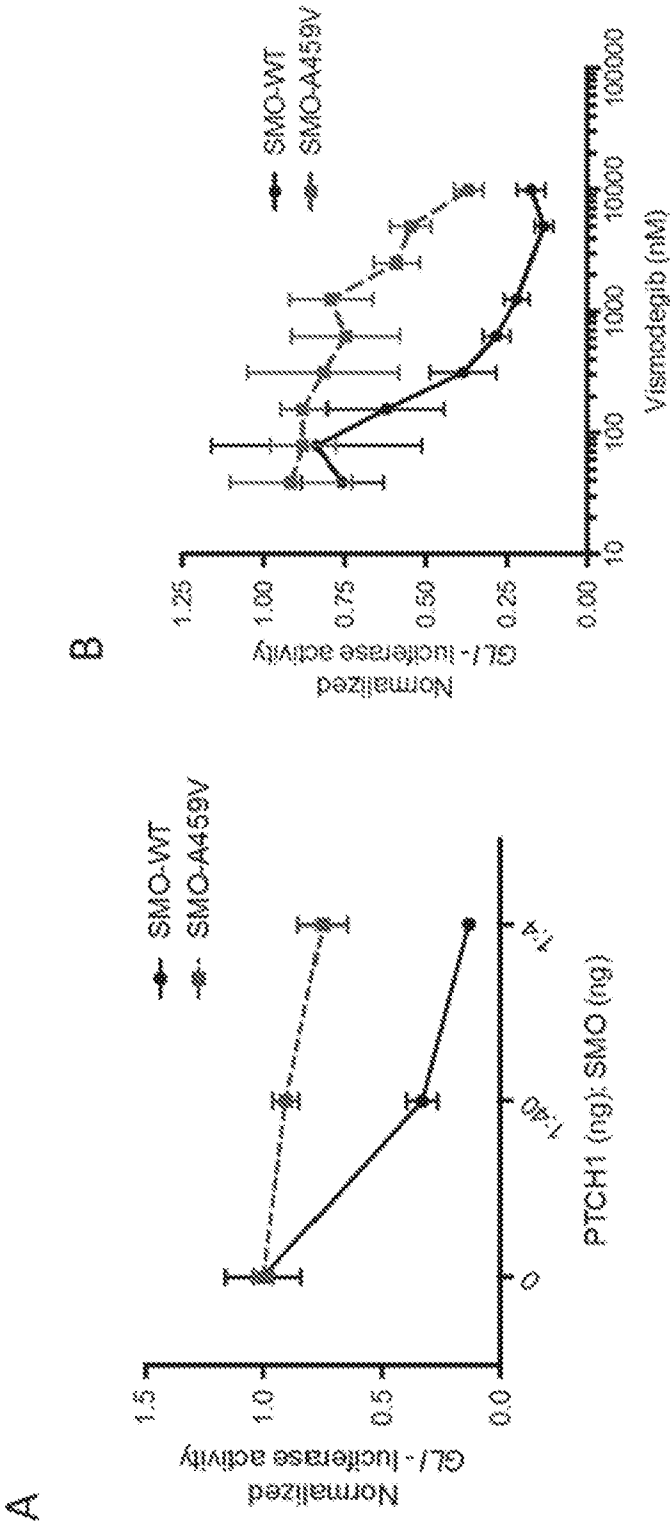 A
Normalized
GLI - luciferase activity
1.5
1.0
0.5
0.0
0
1:40
1:4
PTCH1 (ng): SMO (ng)
SMO-WT
SMO-A459V
B
Normalized
GLI - luciferase activity
1.25
1.00
0.75
0.50
0.25
0.00
10
100
1000
10000
100000
Vismodegib (nM)
SMO-WT
SMO-A459V